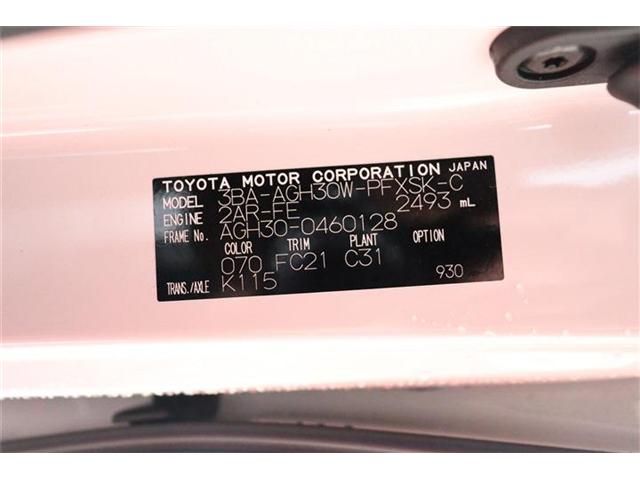 TOYOTA MOTOR CORPORATION JAPAN
MODEL 3BA-AGH30W-PFXSK-C
ENGINE 2AR-FE 2493 mL
FRAME No. AGH30-0460128
COLOR TRIM PLANT OPTION
070 FC21 C31
TRANS./AXLE K115 930